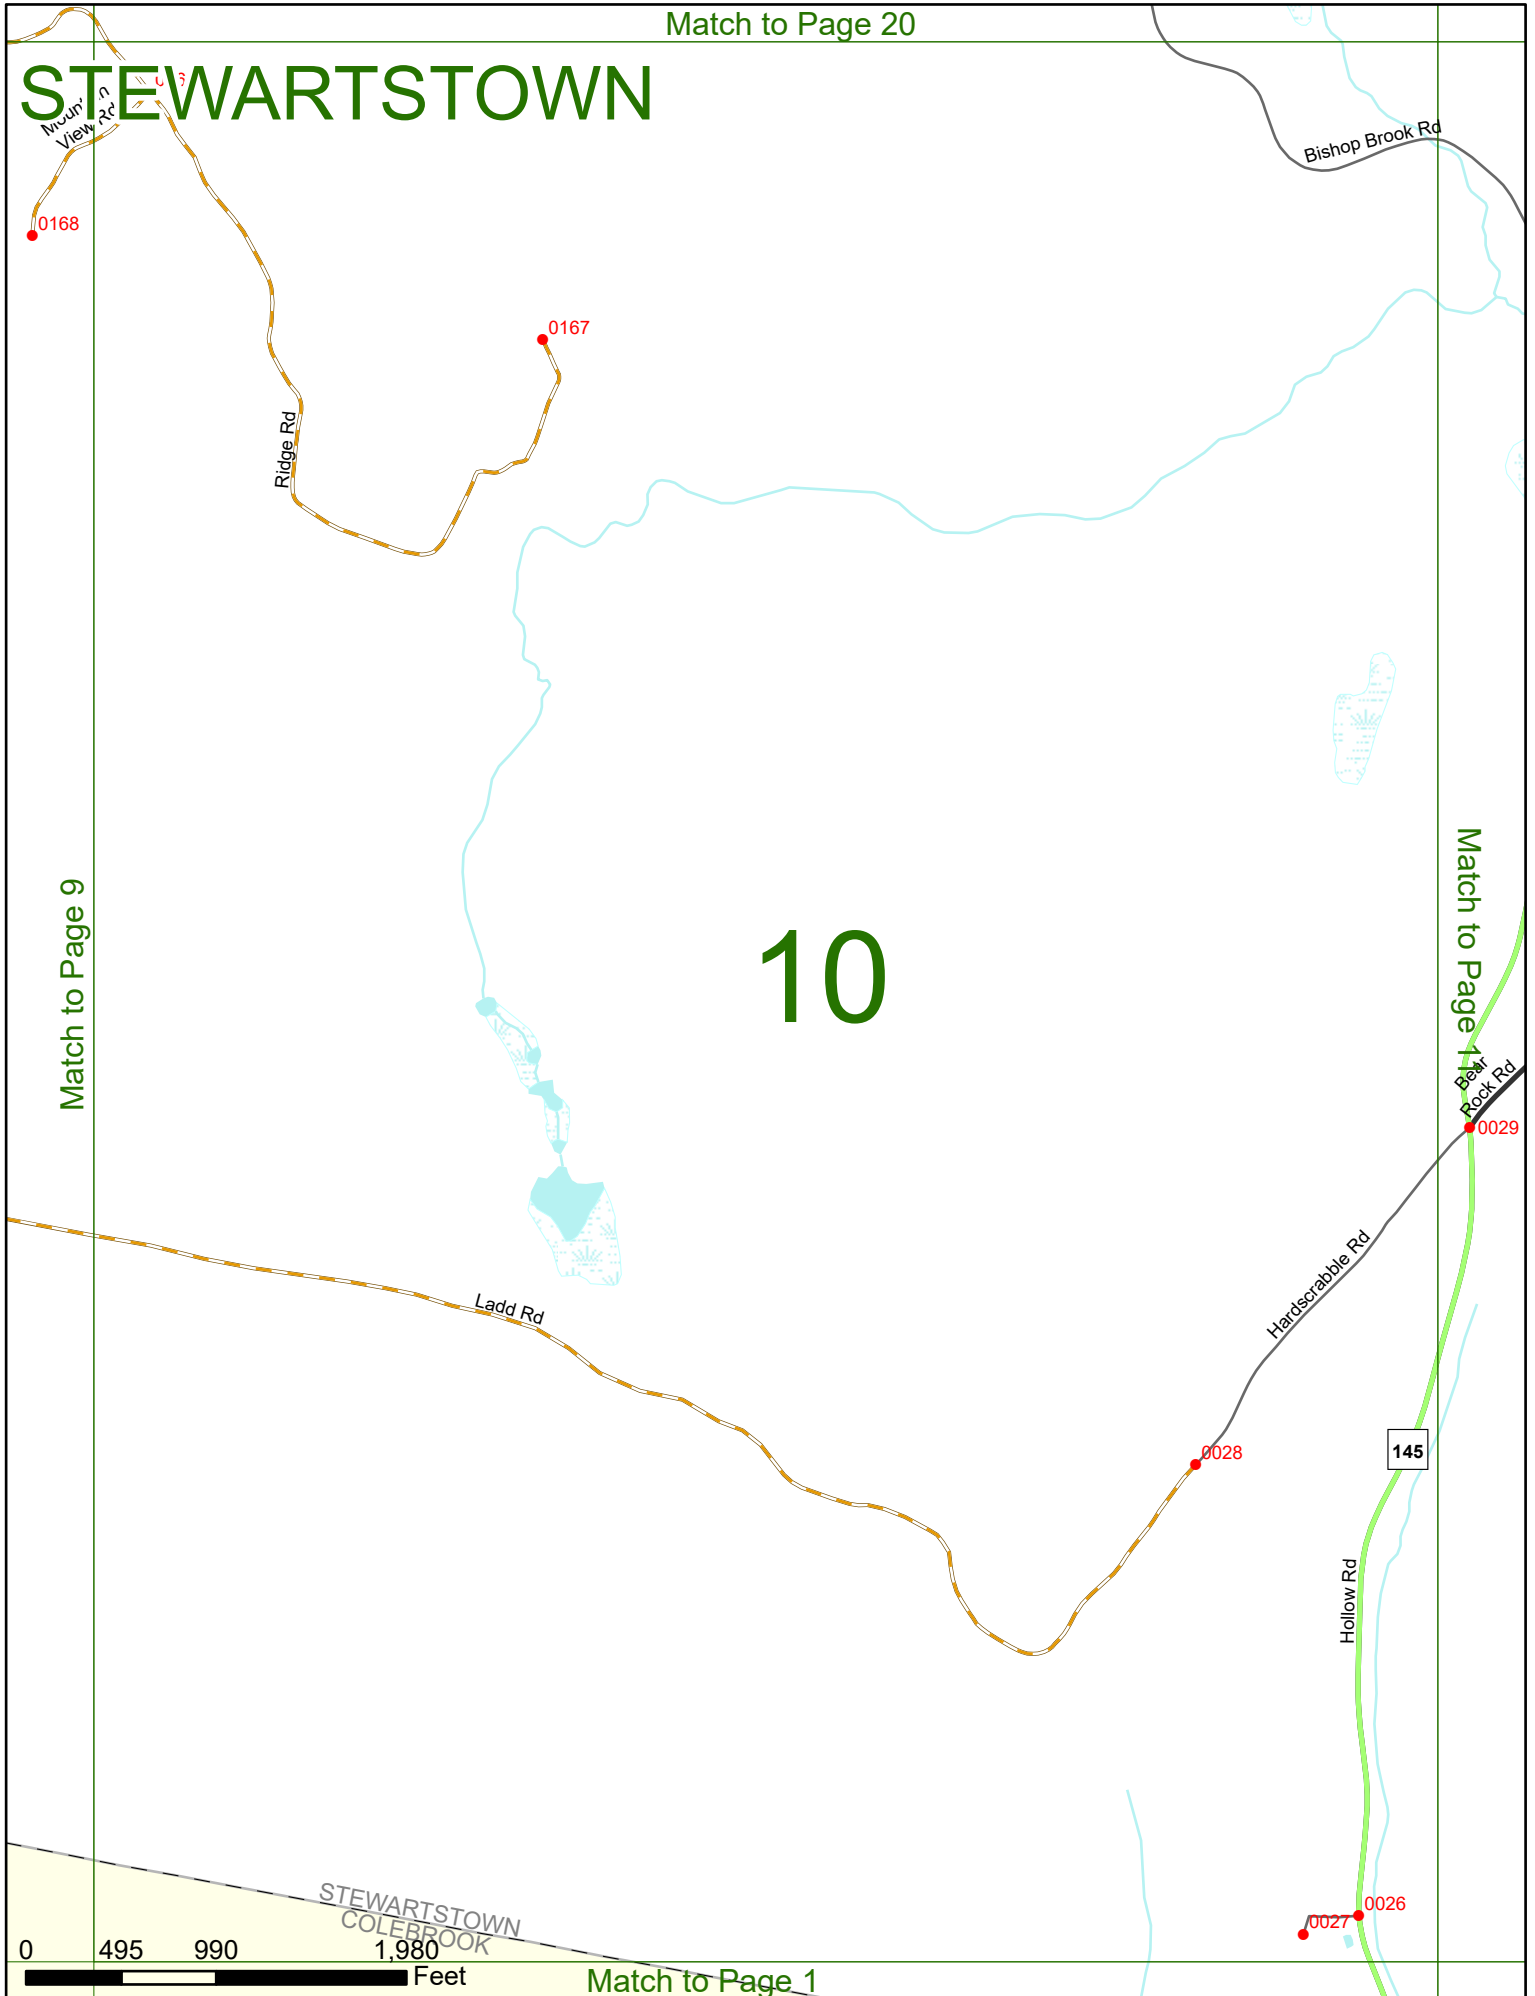 Match to Page 20
STEWARTSTOWN
View Rd
Bishop Brook Rd
0168
0167
Ridge Rd
Match to Page 9
10
Match to Page 11
Bear
Rock Rd
0029
Ladd Rd
Hardscrabble Rd
0028
145
Hollow Rd
STEWARTSTOWN
COLEBROOK
0026
0027
0 495 990 1,980
Feet
Match to Page 1